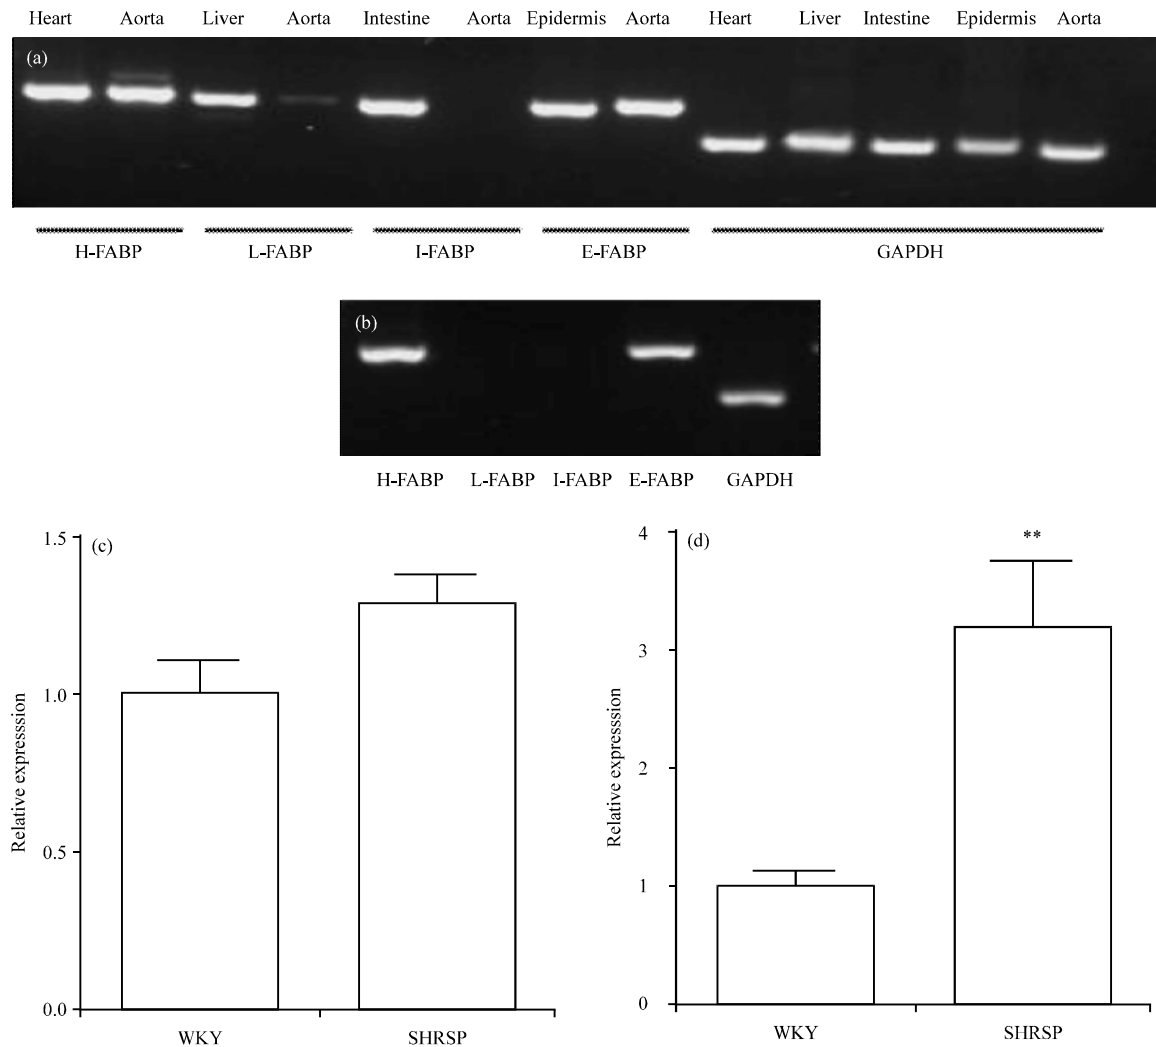 Heart Aorta Liver Aorta Intestine Aorta Epidermis Aorta Heart Liver Intestine Epidermis Aorta
(a)
H-FABP L-FABP I-FABP E-FABP GAPDH
(b)
H-FABP L-FABP I-FABP E-FABP GAPDH
(c)
Relative expresssion
1.5
1.0
0.5
0.0
WKY SHRSP
(d)
Relative expresssion
4
3
2
1
0
**
WKY SHRSP